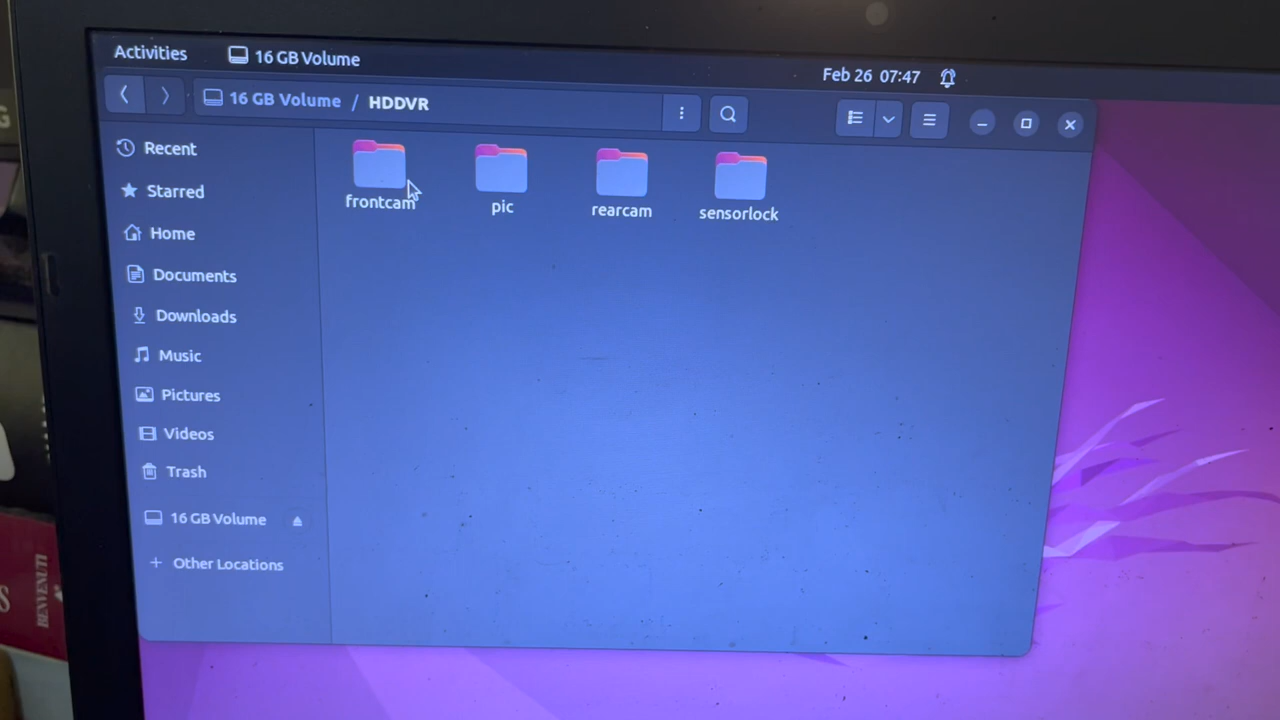 Activities
16 GB Volume
Feb 26 07:47
16 GB Volume / HDDVR
Recent
Starred
Home
Documents
Downloads
Music
Pictures
Videos
Trash
16 GB Volume
+ Other Locations
frontcam
pic
rearcam
sensorlock
BENVENUTI
S
G